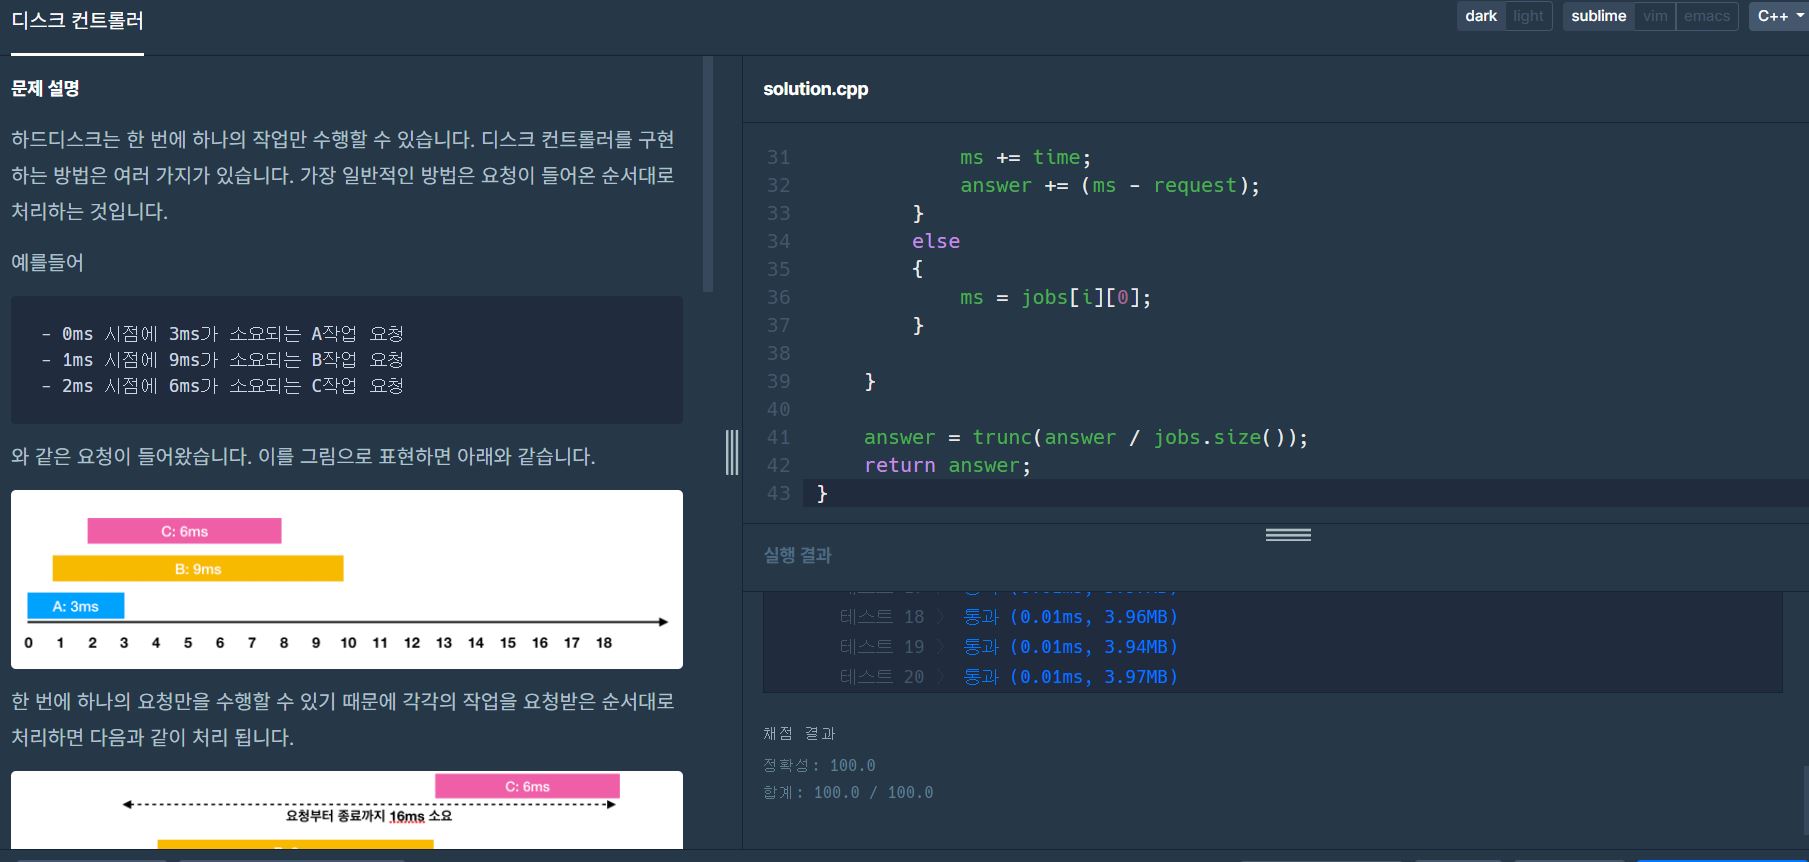 디스크 컨트롤러
dark light sublime vim emacs C++
문제 설명
하드디스크는 한 번에 하나의 작업만 수행할 수 있습니다. 디스크 컨트롤러를 구현
하는 방법은 여러 가지가 있습니다. 가장 일반적인 방법은 요청이 들어온 순서대로
처리하는 것입니다.
예를들어
- 0ms 시점에 3ms가 소요되는 A작업 요청
- 1ms 시점에 9ms가 소요되는 B작업 요청
- 2ms 시점에 6ms가 소요되는 C작업 요청
와 같은 요청이 들어왔습니다. 이를 그림으로 표현하면 아래와 같습니다.
C: 6ms
B: 9ms
A: 3ms
0 1 2 3 4 5 6 7 8 9 10 11 12 13 14 15 16 17 18
한 번에 하나의 요청만을 수행할 수 있기 때문에 각각의 작업을 요청받은 순서대로
처리하면 다음과 같이 처리 됩니다.
C: 6ms
요청부터 종료까지 16ms 소요
solution.cpp
31 ms += time;
32 answer += (ms - request);
33 }
34 else
35 {
36 ms = jobs[i][0];
37 }
38
39 }
40
41 answer = trunc(answer / jobs.size());
42 return answer;
43 }
실행 결과
테스트 18 〉 통과 (0.01ms, 3.96MB)
테스트 19 〉 통과 (0.01ms, 3.94MB)
테스트 20 〉 통과 (0.01ms, 3.97MB)
채점 결과
정확성: 100.0
합계: 100.0 / 100.0